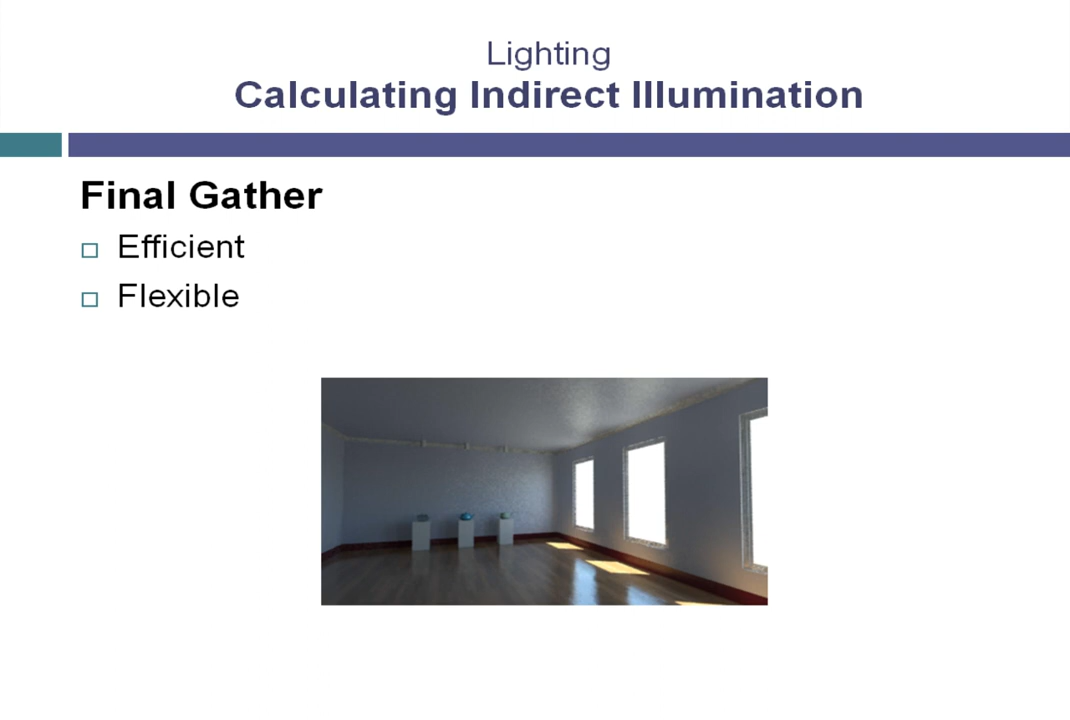 Lighting
Calculating Indirect Illumination
Final Gather
Efficient
Flexible